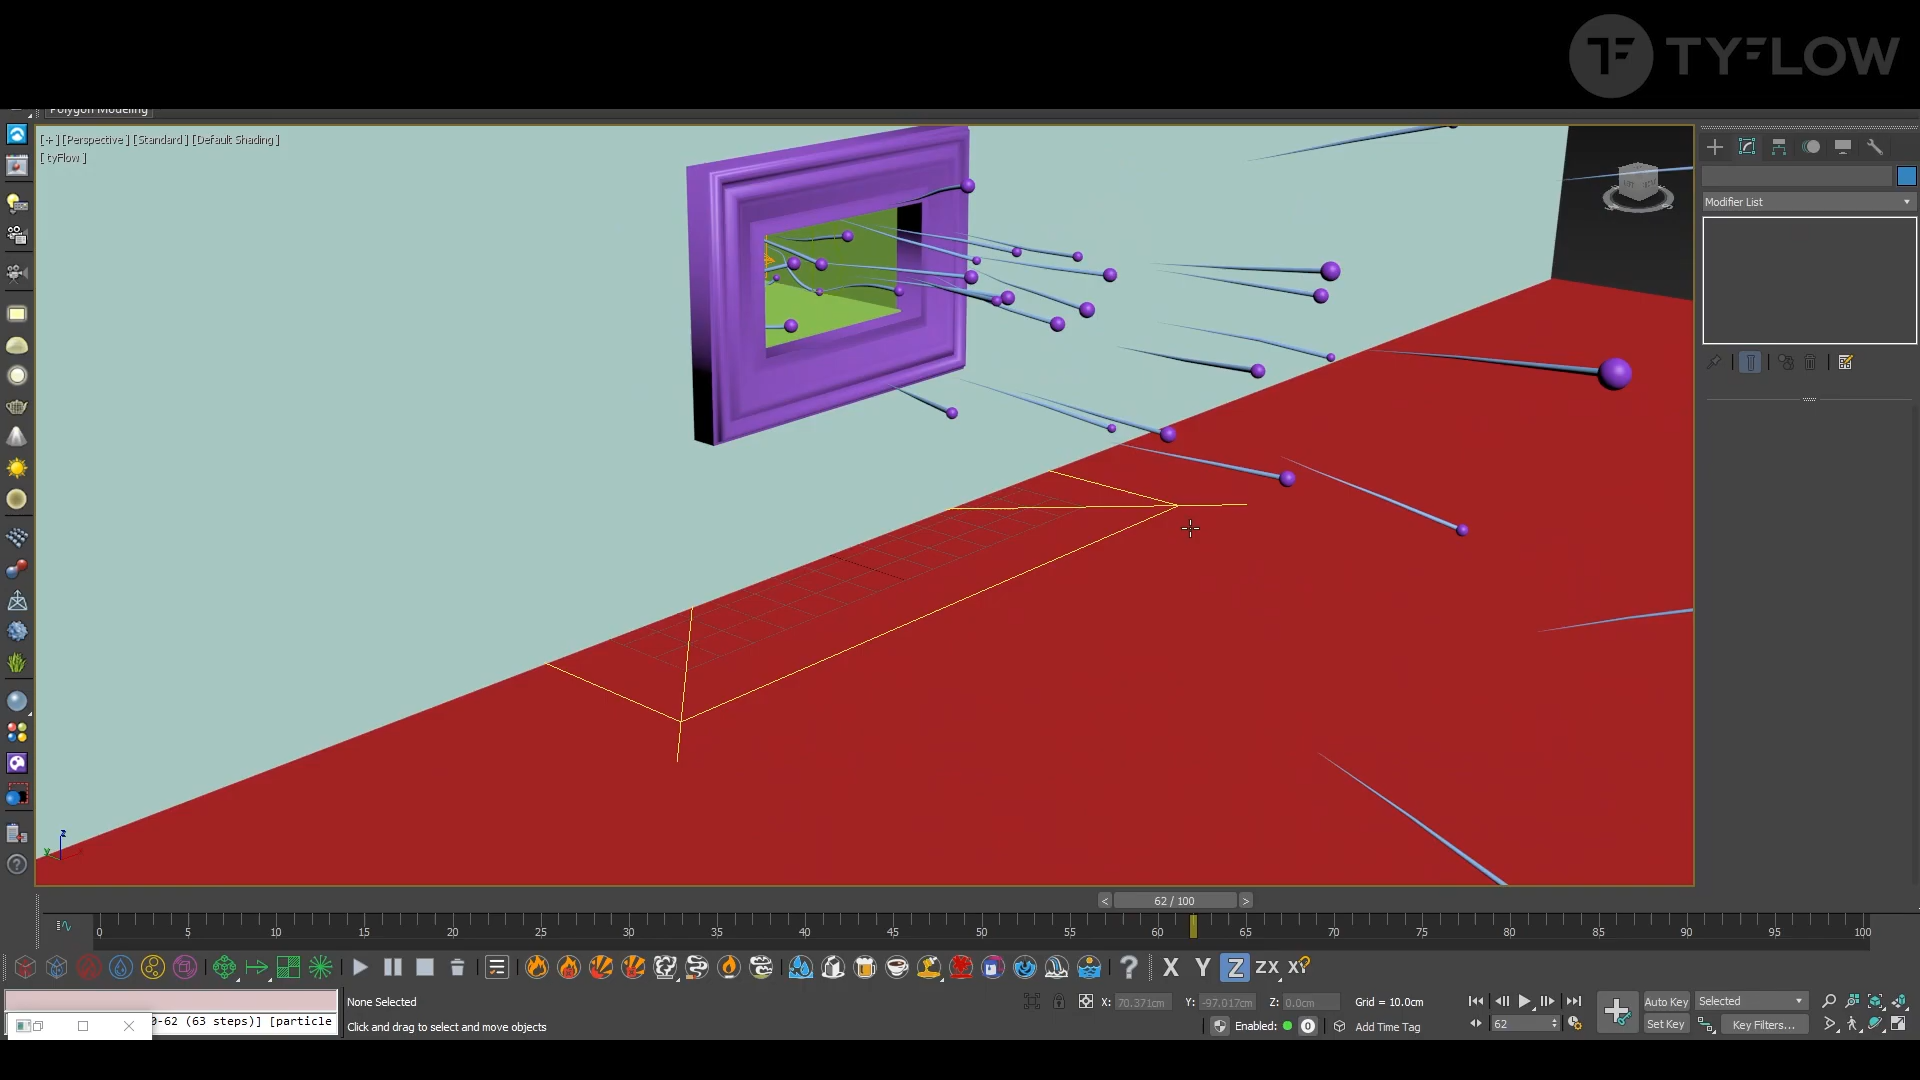 TYFLOW
Polygon Modeling
[ + ] [Perspective ] [Standard ] [Default Shading ]
[ tyFlow ]
Modifier List
z
y
< 62 / 100 >
0 5 10 15 20 25 30 35 40 45 50 55 60 65 70 75 80 85 90 95 100
X Y Z ZX XY
None Selected
X: 70.371cm Y: -97.017cm Z: 0.0cm Grid = 10.0cm
Auto Key Selected
0-62 (63 steps)] [particle
Click and drag to select and move objects
Enabled: 0 Add Time Tag
62
Set Key Key Filters...